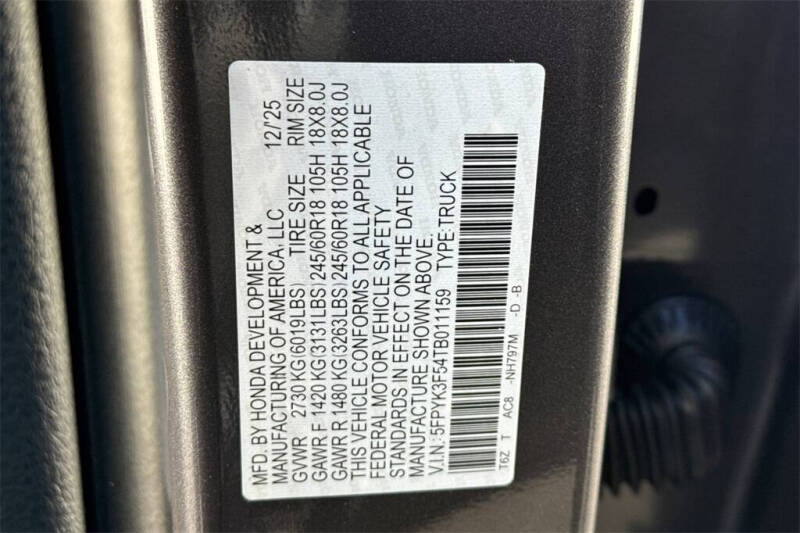 MFD. BY HONDA DEVELOPMENT &
MANUFACTURING OF AMERICA, LLC 12/'25
GVWR 2730 KG(6019LBS) TIRE SIZE RIM SIZE
GAWR F 1420 KG(3131LBS) 245/60R18 105H 18X8.0J
GAWR R 1480 KG(3263LBS) 245/60R18 105H 18X8.0J
THIS VEHICLE CONFORMS TO ALL APPLICABLE
FEDERAL MOTOR VEHICLE SAFETY
STANDARDS IN EFFECT ON THE DATE OF
MANUFACTURE SHOWN ABOVE.
V.I.N.:5FPYK3F54TB011159 TYPE:TRUCK
T6Z T AC8 -NH797M -D -B